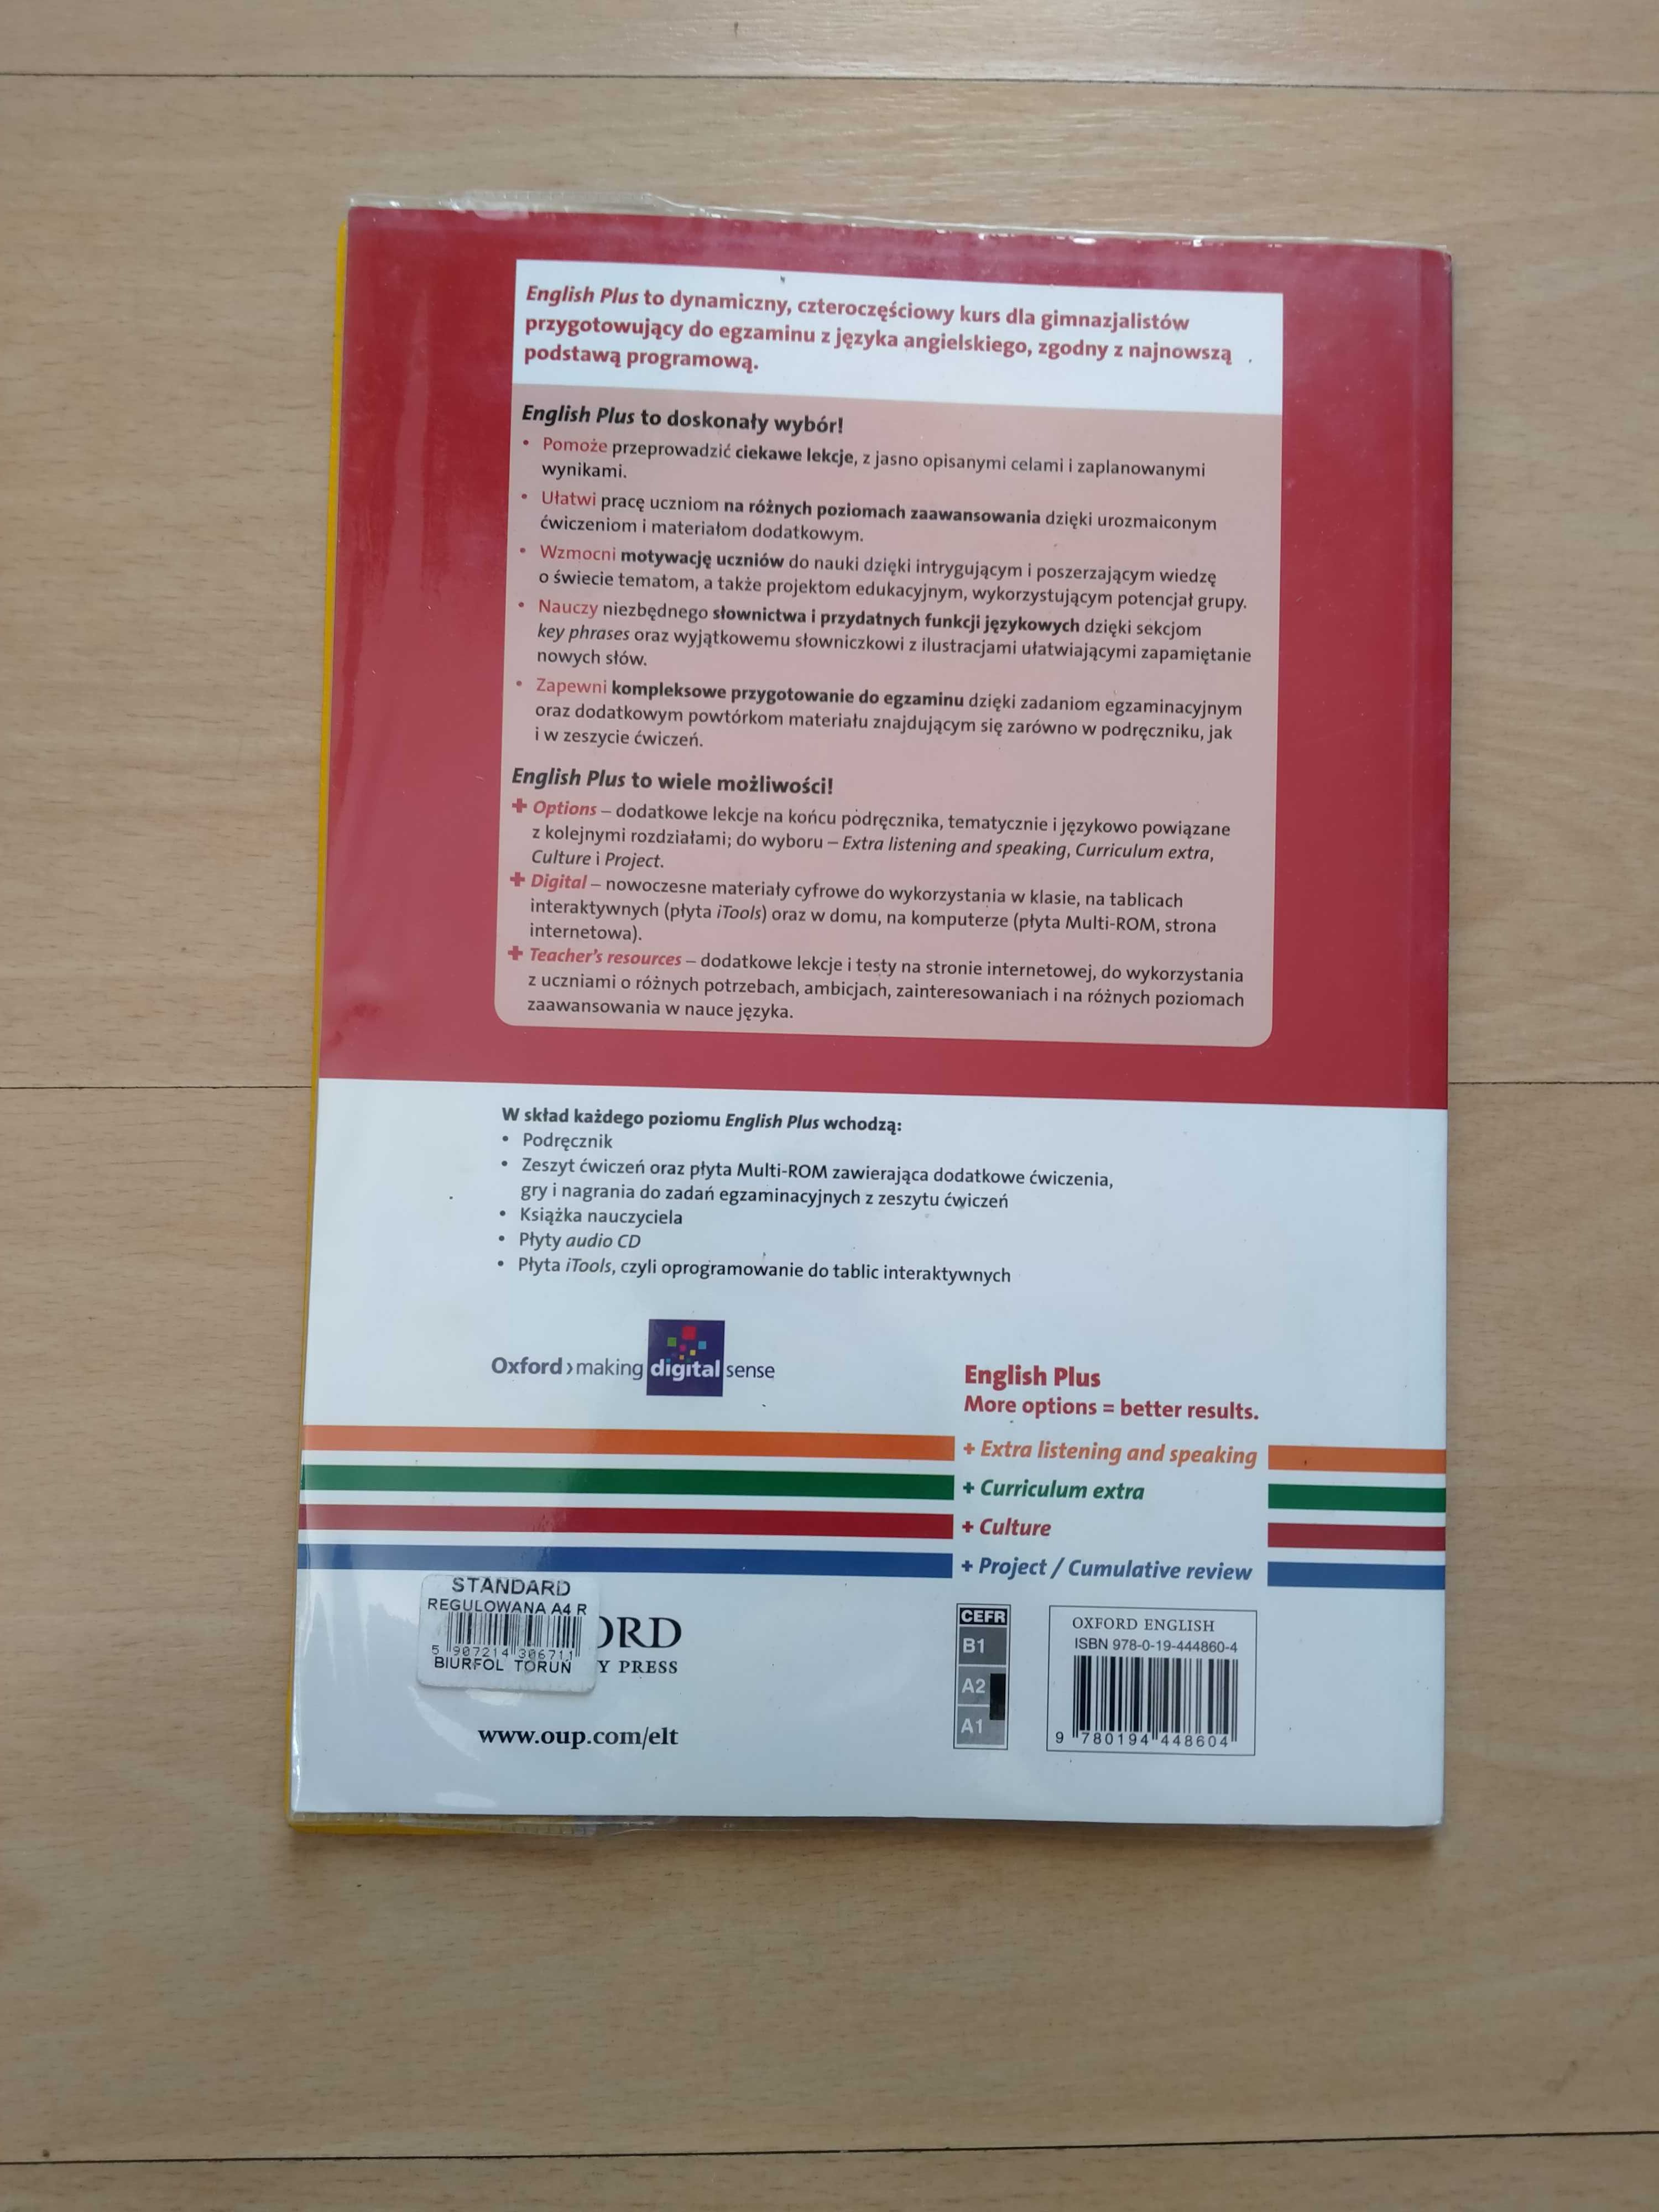 English Plus to dynamiczny, czteroczęściowy kurs dla gimnazjalistów
przygotowujący do egzaminu z języka angielskiego, zgodny z najnowszą
podstawą programową.
English Plus to doskonały wybór!
• Pomoże przeprowadzić ciekawe lekcje, z jasno opisanymi celami i zaplanowanymi
wynikami.
• Ułatwi pracę uczniom na różnych poziomach zaawansowania dzięki urozmaiconym
ćwiczeniom i materiałom dodatkowym.
• Wzmocni motywację uczniów do nauki dzięki intrygującym i poszerzającym wiedzę
o świecie tematom, a także projektom edukacyjnym, wykorzystującym potencjał grupy.
• Nauczy niezbędnego słownictwa i przydatnych funkcji językowych dzięki sekcjom
key phrases oraz wyjątkowemu słowniczkowi z ilustracjami ułatwiającymi zapamiętanie
nowych słów.
• Zapewni kompleksowe przygotowanie do egzaminu dzięki zadaniom egzaminacyjnym
oraz dodatkowym powtórkom materiału znajdującym się zarówno w podręczniku, jak
i w zeszycie ćwiczeń.
English Plus to wiele możliwości!
+ Options – dodatkowe lekcje na końcu podręcznika, tematycznie i językowo powiązane
z kolejnymi rozdziałami; do wyboru – Extra listening and speaking, Curriculum extra,
Culture i Project.
+ Digital – nowoczesne materiały cyfrowe do wykorzystania w klasie, na tablicach
interaktywnych (płyta iTools) oraz w domu, na komputerze (płyta Multi-ROM, strona
internetowa).
+ Teacher's resources – dodatkowe lekcje i testy na stronie internetowej, do wykorzystania
z uczniami o różnych potrzebach, ambicjach, zainteresowaniach i na różnych poziomach
zaawansowania w nauce języka.
W skład każdego poziomu English Plus wchodzą:
• Podręcznik
• Zeszyt ćwiczeń oraz płyta Multi-ROM zawierająca dodatkowe ćwiczenia,
gry i nagrania do zadań egzaminacyjnych z zeszytu ćwiczeń
• Książka nauczyciela
• Płyty audio CD
• Płyta iTools, czyli oprogramowanie do tablic interaktywnych
Oxford › making digital sense
English Plus
More options = better results.
+ Extra listening and speaking
+ Curriculum extra
+ Culture
+ Project / Cumulative review
STANDARD
REGULOWANA A4 R
5 907214 306711
BIURFOL TORUŃ
ORD
Y PRESS
www.oup.com/elt
CEFR
B1
A2
A1
OXFORD ENGLISH
ISBN 978-0-19-444860-4
9 780194 448604